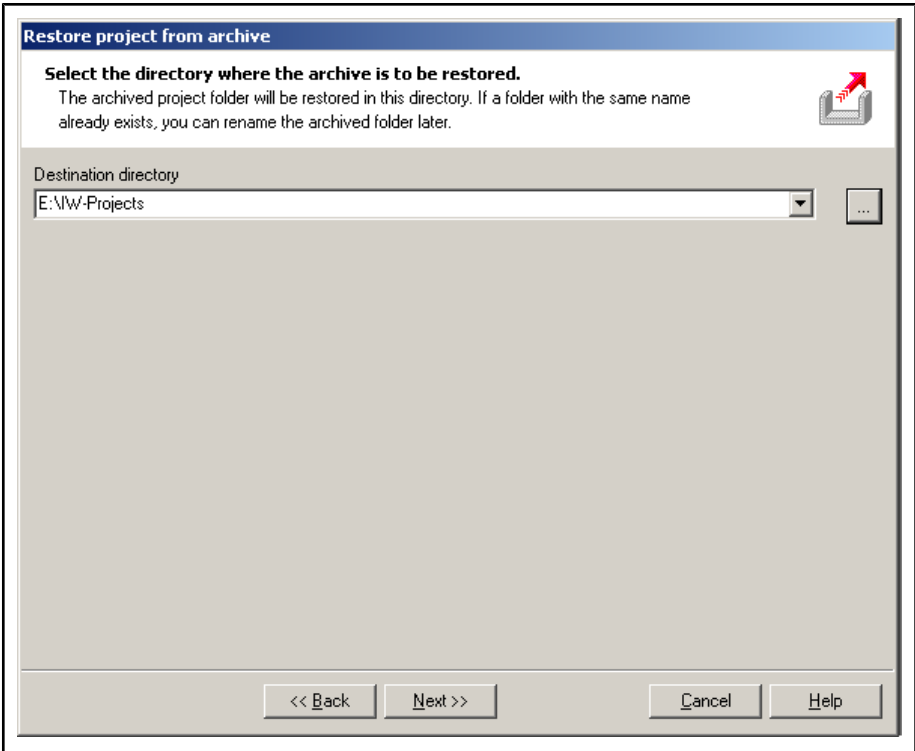 Restore project from archive
Select the directory where the archive is to be restored.
The archived project folder will be restored in this directory. If a folder with the same name
already exists, you can rename the archived folder later.
Destination directory
E:\IW-Projects
...
<< Back
Next >>
Cancel
Help